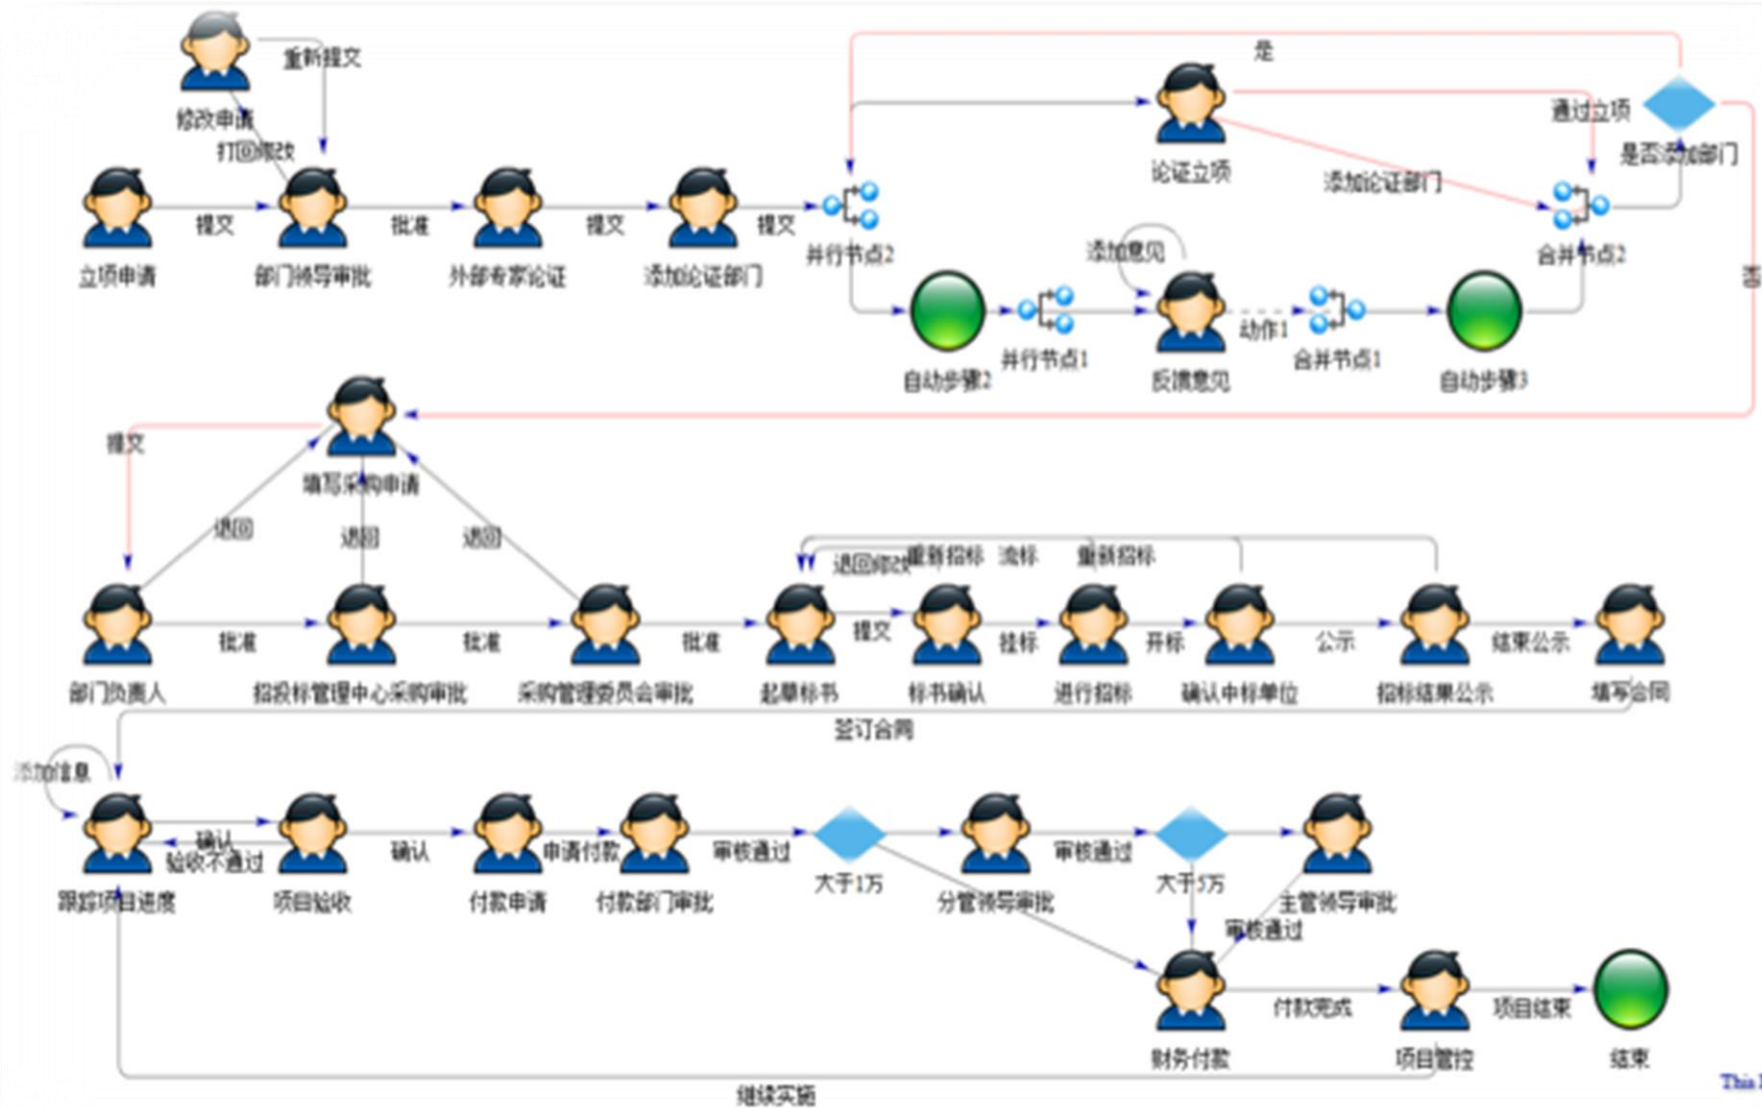 重新提交
修改申请
打回修改
提交
批准
提交
提交
立项申请
部门领导审批
外部专家论证
添加论证部门
并行节点2
是
论证立项
通过立项
添加论证部门
是否添加部门
合并节点2
否
添加意见
动作1
自动步骤2
并行节点1
反馈意见
合并节点1
自动步骤3
提交
填写采购申请
退回
退回
退回
退回修改
重新招标
流标
重新招标
批准
批准
批准
提交
挂标
开标
公示
结束公示
部门负责人
招投标管理中心采购审批
采购管理委员会审批
起草标书
标书确认
进行招标
确认中标单位
招标结果公示
填写合同
签订合同
添加信息
确认
验收不通过
确认
申请付款
审核通过
审核通过
跟踪项目进度
项目验收
付款申请
付款部门审批
大于1万
分管领导审批
大于5万
主管领导审批
审核通过
付款完成
项目结束
财务付款
项目管控
结束
This
继续实施